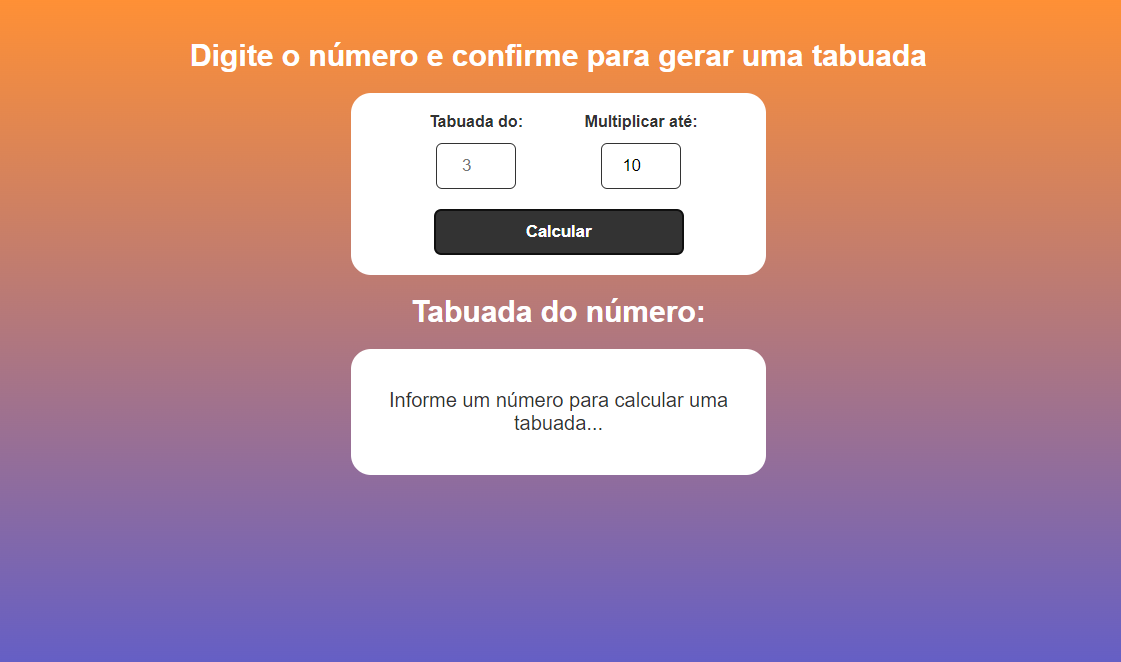 Digite o número e confirme para gerar uma tabuada
Tabuada do: Multiplicar até:
3 10
Calcular
Tabuada do número:
Informe um número para calcular uma
tabuada...